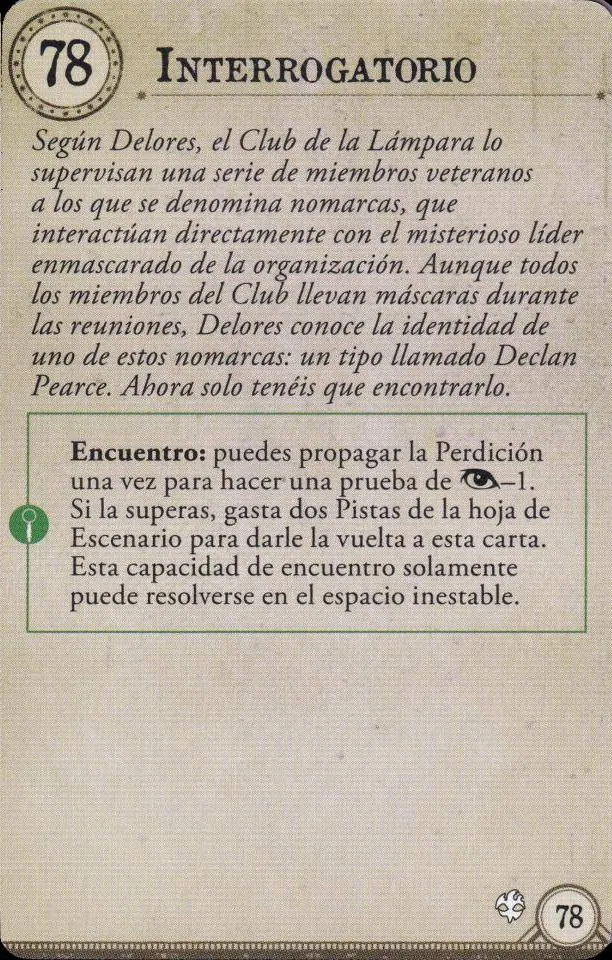 78
INTERROGATORIO
Según Delores, el Club de la Lámpara lo
supervisan una serie de miembros veteranos
a los que se denomina nomarcas, que
interactúan directamente con el misterioso líder
enmascarado de la organización. Aunque todos
los miembros del Club llevan máscaras durante
las reuniones, Delores conoce la identidad de
uno de estos nomarcas: un tipo llamado Declan
Pearce. Ahora solo tenéis que encontrarlo.
Encuentro: puedes propagar la Perdición
una vez para hacer una prueba de –1.
Si la superas, gasta dos Pistas de la hoja de
Escenario para darle la vuelta a esta carta.
Esta capacidad de encuentro solamente
puede resolverse en el espacio inestable.
78